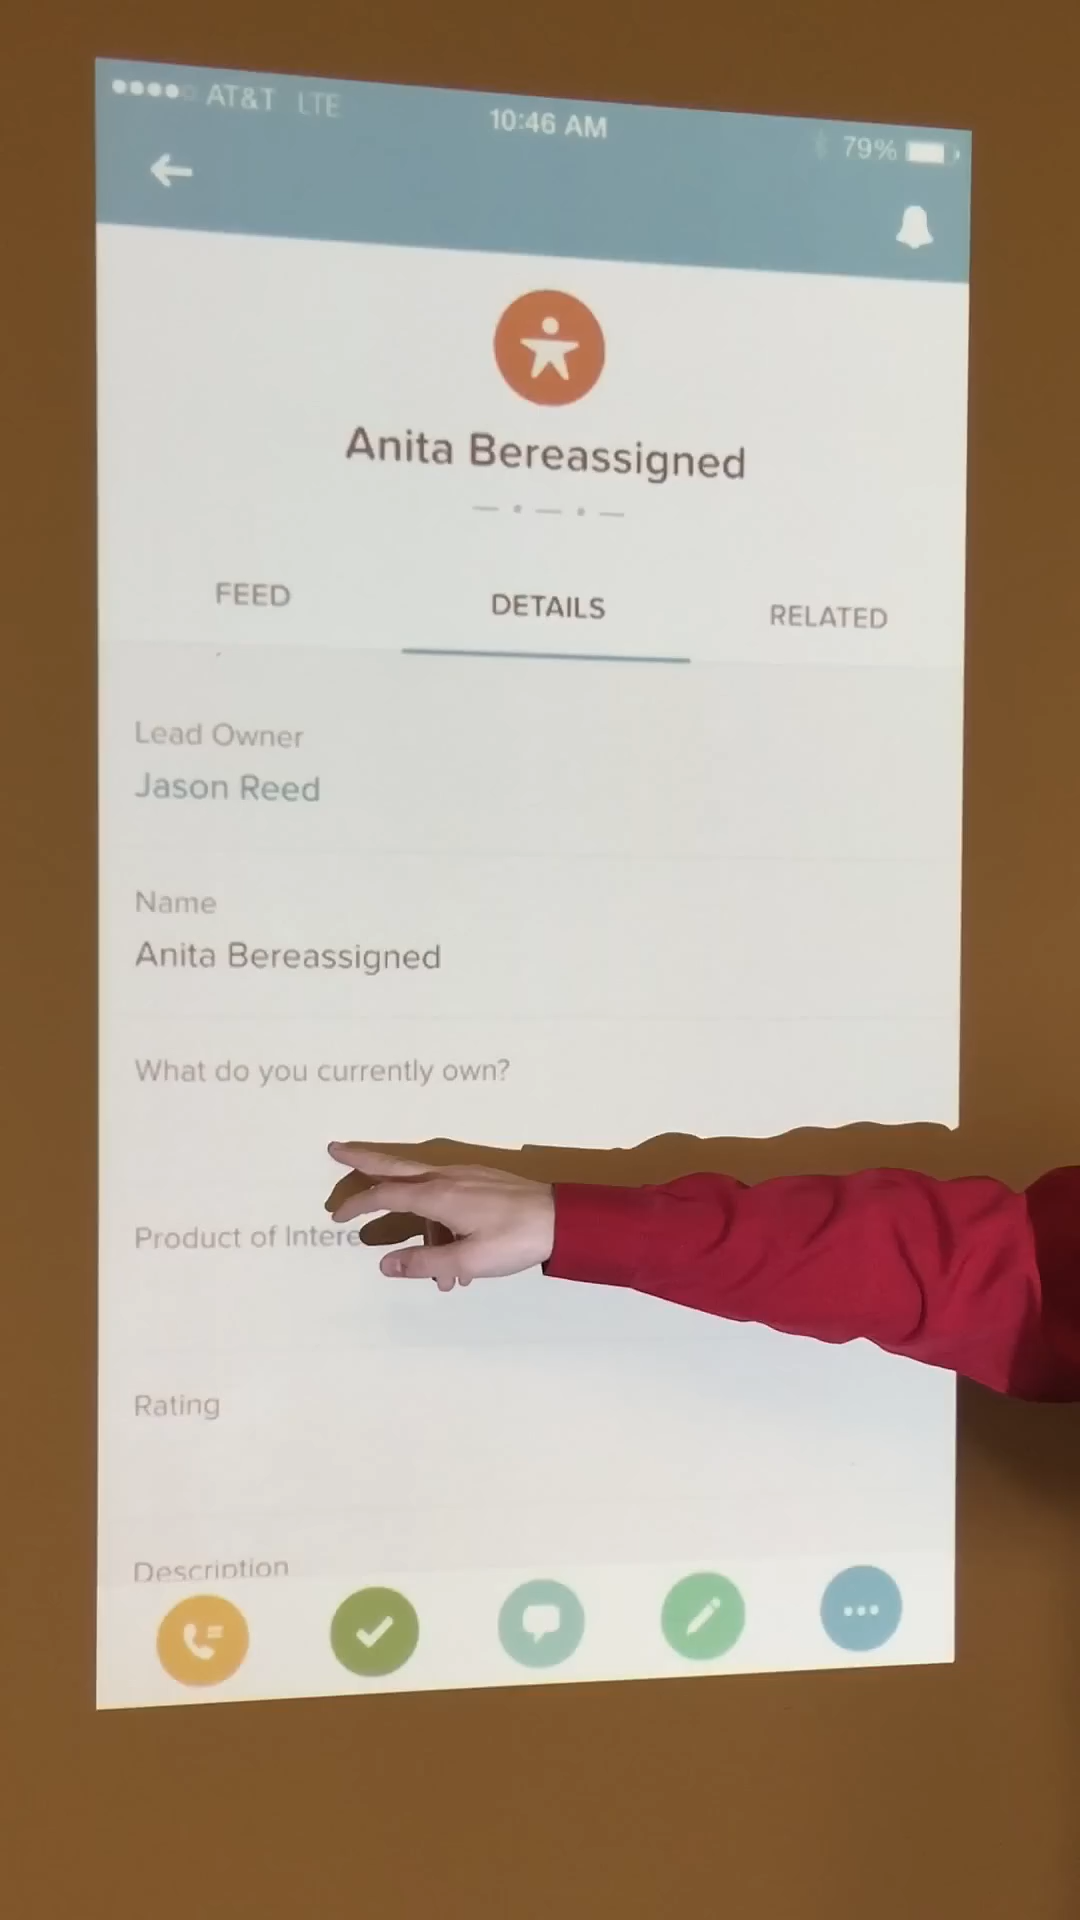 AT&T LTE
10:46 AM
79%
Anita Bereassigned
FEED
DETAILS
RELATED
Lead Owner
Jason Reed
Name
Anita Bereassigned
What do you currently own?
Product of Intere
Rating
Description